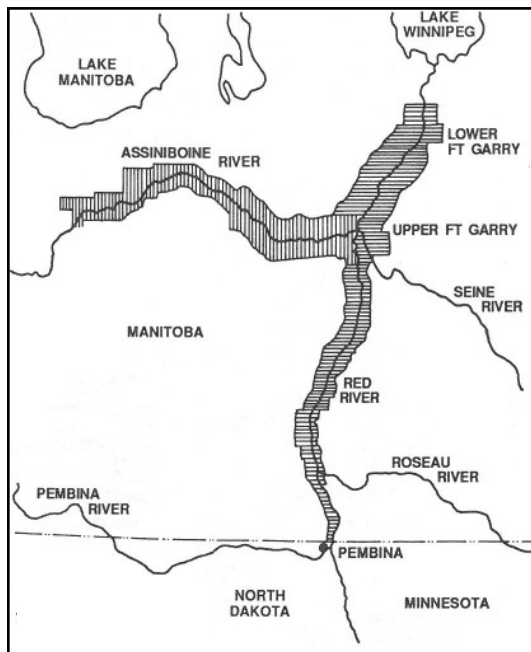 LAKE
WINNIPEG
LAKE
MANITOBA
LOWER
FT GARRY
ASSINIBOINE
RIVER
UPPER FT GARRY
SEINE
RIVER
MANITOBA
RED
RIVER
ROSEAU
RIVER
PEMBINA
RIVER
PEMBINA
NORTH
DAKOTA
MINNESOTA